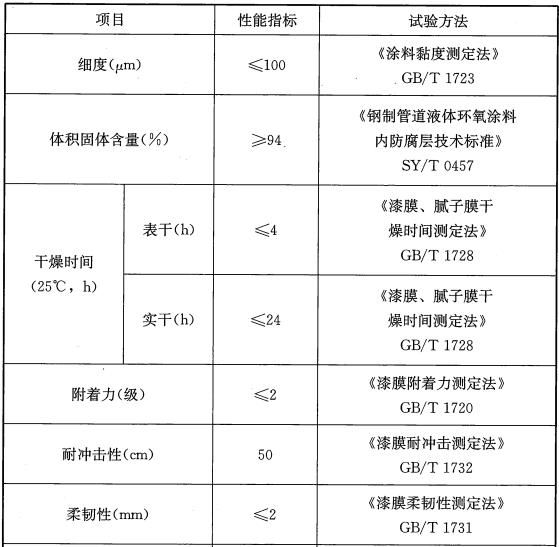 项目 性能指标 试验方法
细度(μm) ≤100 《涂料黏度测定法》
GB/T 1723
体积固体含量(%) ≥94 《钢制管道液体环氧涂料
内防腐层技术标准》
SY/T 0457
干燥时间
(25℃，h)
表干(h) ≤4 《漆膜、腻子膜干
燥时间测定法》
GB/T 1728
实干(h) ≤24 《漆膜、腻子膜干
燥时间测定法》
GB/T 1728
附着力(级) ≤2 《漆膜附着力测定法》
GB/T 1720
耐冲击性(cm) 50 《漆膜耐冲击测定法》
GB/T 1732
柔韧性(mm) ≤2 《漆膜柔韧性测定法》
GB/T 1731